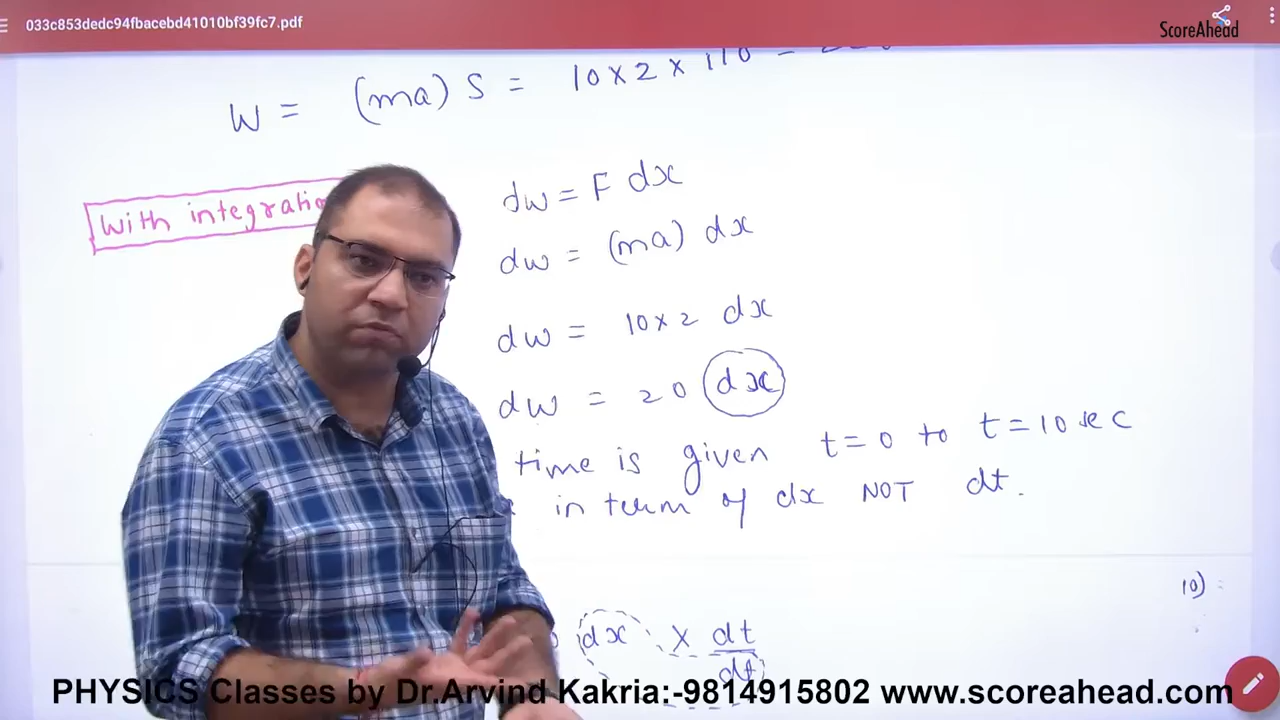 033c853dedc94fbacebd41010bf39fc7.pdf
ScoreAhead
W = (ma) S = 10 x 2 x 110 =
With integratio
dw = F dx
dw = (ma) dx
dw = 10 x 2 dx
dw = 20 dx
time is given t = 0 to t = 10 sec
in term of dx NOT dt.
10)
dx x dt
dt
PHYSICS Classes by Dr.Arvind Kakria:-9814915802 www.scoreahead.com